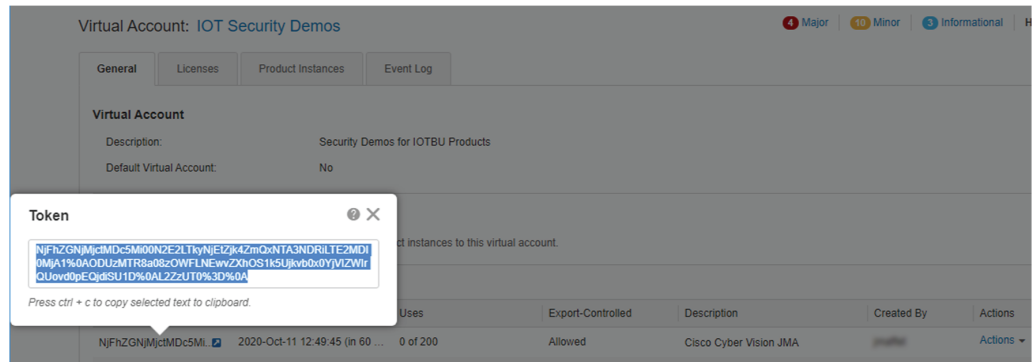 Virtual Account: IOT Security Demos
4 Major 10 Minor 3 Informational H
General Licenses Product Instances Event Log
Virtual Account
Description: Security Demos for IOTBU Products
Default Virtual Account: No
Token
NjFhZGNjMjctMDc5Mi00N2E2LTkyNjEtZjk4ZmQxNTA3NDRiLTE2MDI
0MjA1%0AODUzMTR8a08zOWFLNEwvZXhOS1k5Ujkvb0x0YjVlZWlr
QUovd0pEQjdiSU1D%0AL2ZzUT0%3D%0A
ct instances to this virtual account.
Press ctrl + c to copy selected text to clipboard.
Uses Export-Controlled Description Created By Actions
NjFhZGNjMjctMDc5Mi.. 2020-Oct-11 12:49:45 (in 60 ... 0 of 200 Allowed Cisco Cyber Vision JMA Actions